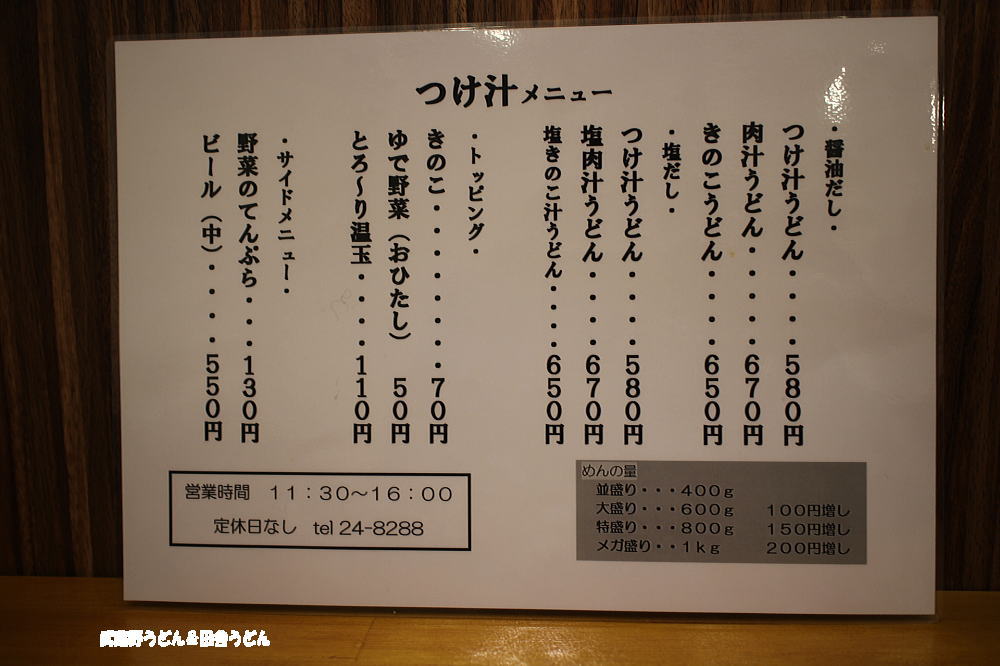 つけ汁メニュー
・醤油だし・
つけ汁うどん・・・・580円
肉汁うどん・・・・・670円
きのこうどん・・・・650円
・塩だし・
つけ汁うどん・・・・580円
塩肉汁うどん・・・・670円
塩きのこ汁うどん・・・・650円
・トッピング・
きのこ・・・・・・・・70円
ゆで野菜（おひたし） 50円
とろ～り温玉・・・・110円
・サイドメニュー・
野菜のてんぷら・・・130円
ビール（中）・・・・550円
めんの量
並盛り・・・400g
大盛り・・・600g 100円増し
特盛り・・・800g 150円増し
メガ盛り・・1kg 200円増し
営業時間 11：30～16：00
定休日なし tel 24-8288
武蔵野うどん＆田舎うどん